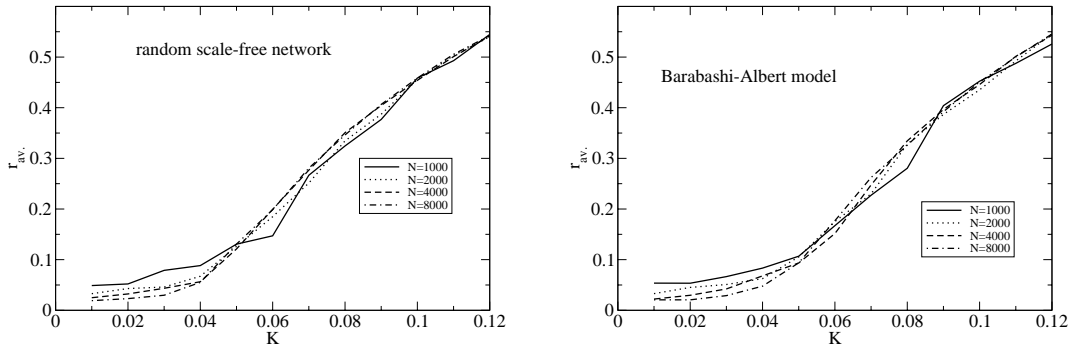 random scale-free network
0.5
0.4
0.3
0.2
0.1
0
r_av.
N=1000
N=2000
N=4000
N=8000
0 0.02 0.04 0.06 0.08 0.1 0.12
K
Barabashi-Albert model
0.5
0.4
0.3
0.2
0.1
0
r_av.
N=1000
N=2000
N=4000
N=8000
0 0.02 0.04 0.06 0.08 0.1 0.12
K